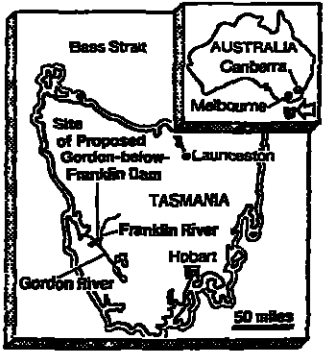 Bass Strait
AUSTRALIA
Canberra
Melbourne
Site
of Proposed
Gordon-below-
Franklin Dam
Launceston
TASMANIA
Franklin River
Hobart
Gordon River
50 miles